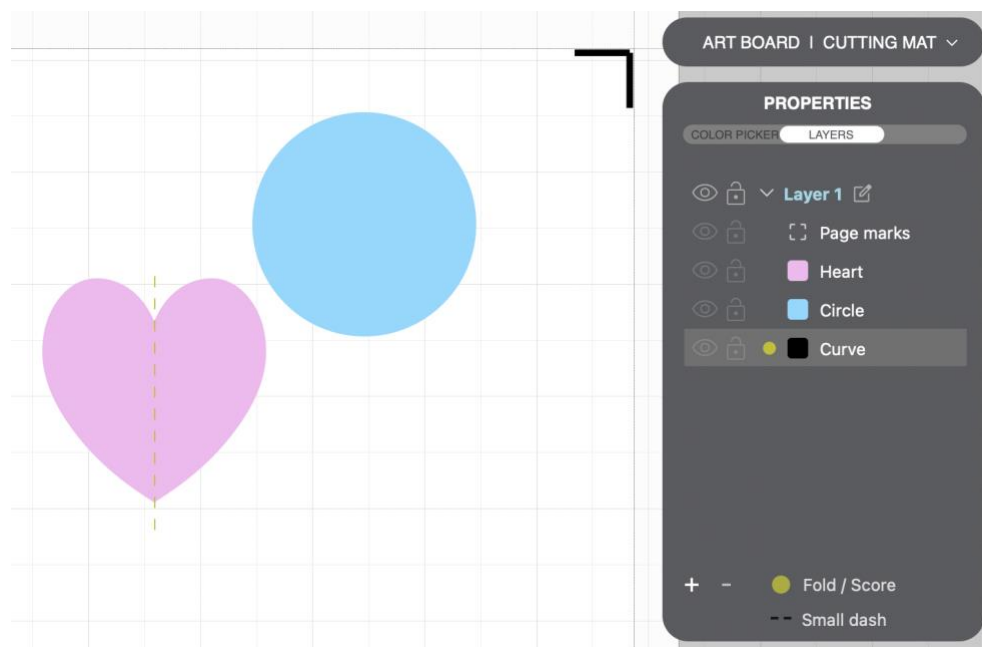 ART BOARD | CUTTING MAT
PROPERTIES
COLOR PICKER LAYERS
Layer 1
Page marks
Heart
Circle
Curve
+ - Fold / Score
Small dash